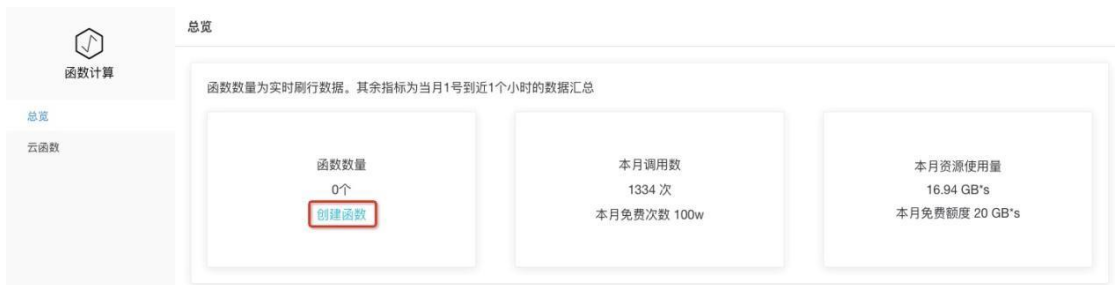 总览
函数计算
函数数量为实时刷行数据。其余指标为当月1号到近1个小时的数据汇总
总览
云函数
函数数量
0个
创建函数
本月调用数
1334 次
本月免费次数 100w
本月资源使用量
16.94 GB*s
本月免费额度 20 GB*s